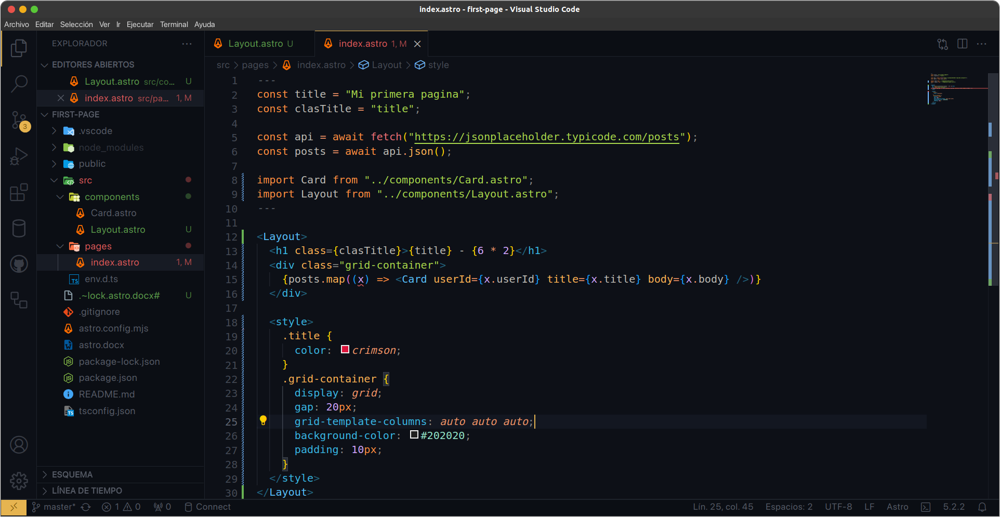 index.astro - first-page - Visual Studio Code
Archivo Editar Selección Ver Ir Ejecutar Terminal Ayuda
EXPLORADOR
EDITORES ABIERTOS
Layout.astro src/co... U
index.astro src/pa... 1, M
FIRST-PAGE
.vscode
node_modules
public
src
components
Card.astro
Layout.astro U
pages
index.astro 1, M
env.d.ts
.~lock.astro.docx# U
.gitignore
astro.config.mjs
astro.docx
package-lock.json
package.json
README.md
tsconfig.json
ESQUEMA
LÍNEA DE TIEMPO
3
Layout.astro U
index.astro 1, M
src > pages > index.astro > Layout > style
1 ---
2 const title = "Mi primera pagina";
3 const clasTitle = "title";
4
5 const api = await fetch("https://jsonplaceholder.typicode.com/posts");
6 const posts = await api.json();
7
8 import Card from "../components/Card.astro";
9 import Layout from "../components/Layout.astro";
10 ---
11
12 <Layout>
13 <h1 class={clasTitle}>{title} - {6 * 2}</h1>
14 <div class="grid-container">
15 {posts.map((x) => <Card userId={x.userId} title={x.title} body={x.body} />)}
16 </div>
17
18 <style>
19 .title {
20 color: crimson;
21 }
22 .grid-container {
23 display: grid;
24 gap: 20px;
25 grid-template-columns: auto auto auto;
26 background-color: #202020;
27 padding: 10px;
28 }
29 </style>
30 </Layout>
master* 1 0 0 Connect Lín. 25, col. 45 Espacios: 2 UTF-8 LF Astro 5.2.2